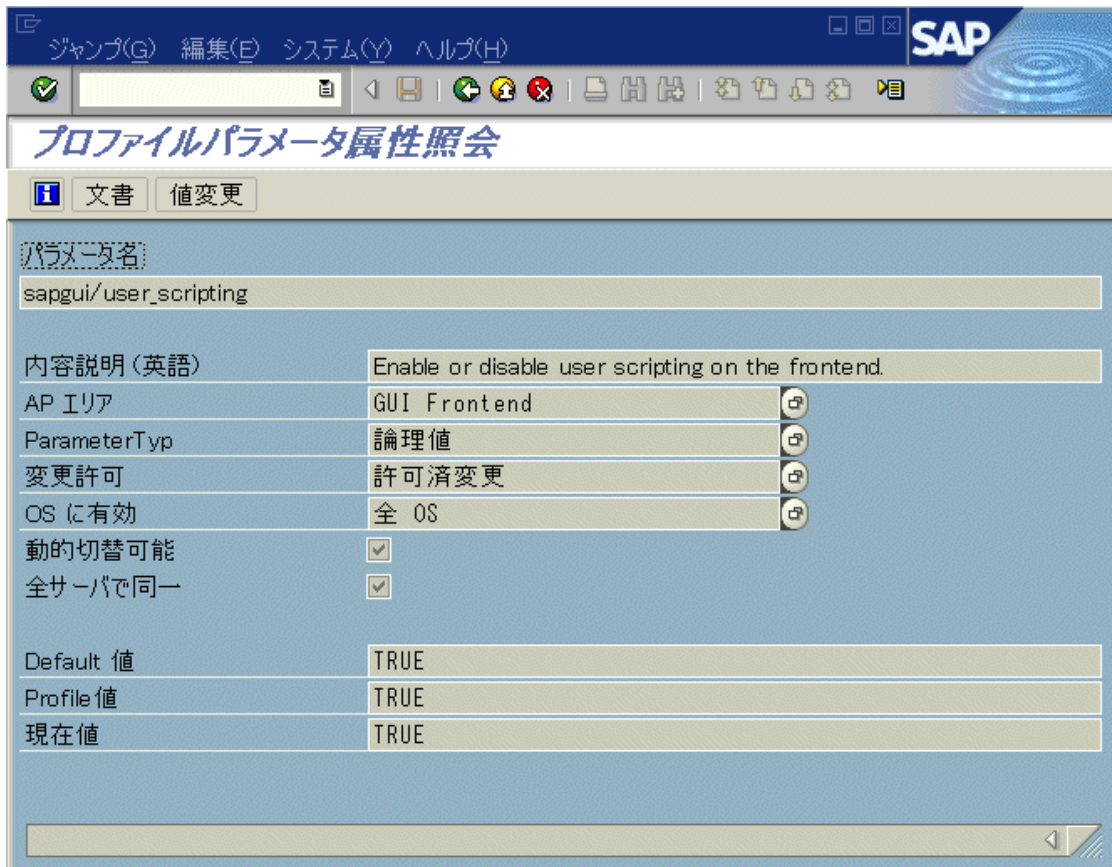 ジャンプ(G) 編集(E) システム(Y) ヘルプ(H)
SAP
プロファイルパラメータ属性照会
文書 値変更
パラメータ名
sapgui/user_scripting
内容説明(英語) Enable or disable user scripting on the frontend.
AP エリア GUI Frontend
ParameterTyp 論理値
変更許可 許可済変更
OS に有効 全 OS
動的切替可能
全サーバで同一
Default 値 TRUE
Profile値 TRUE
現在値 TRUE